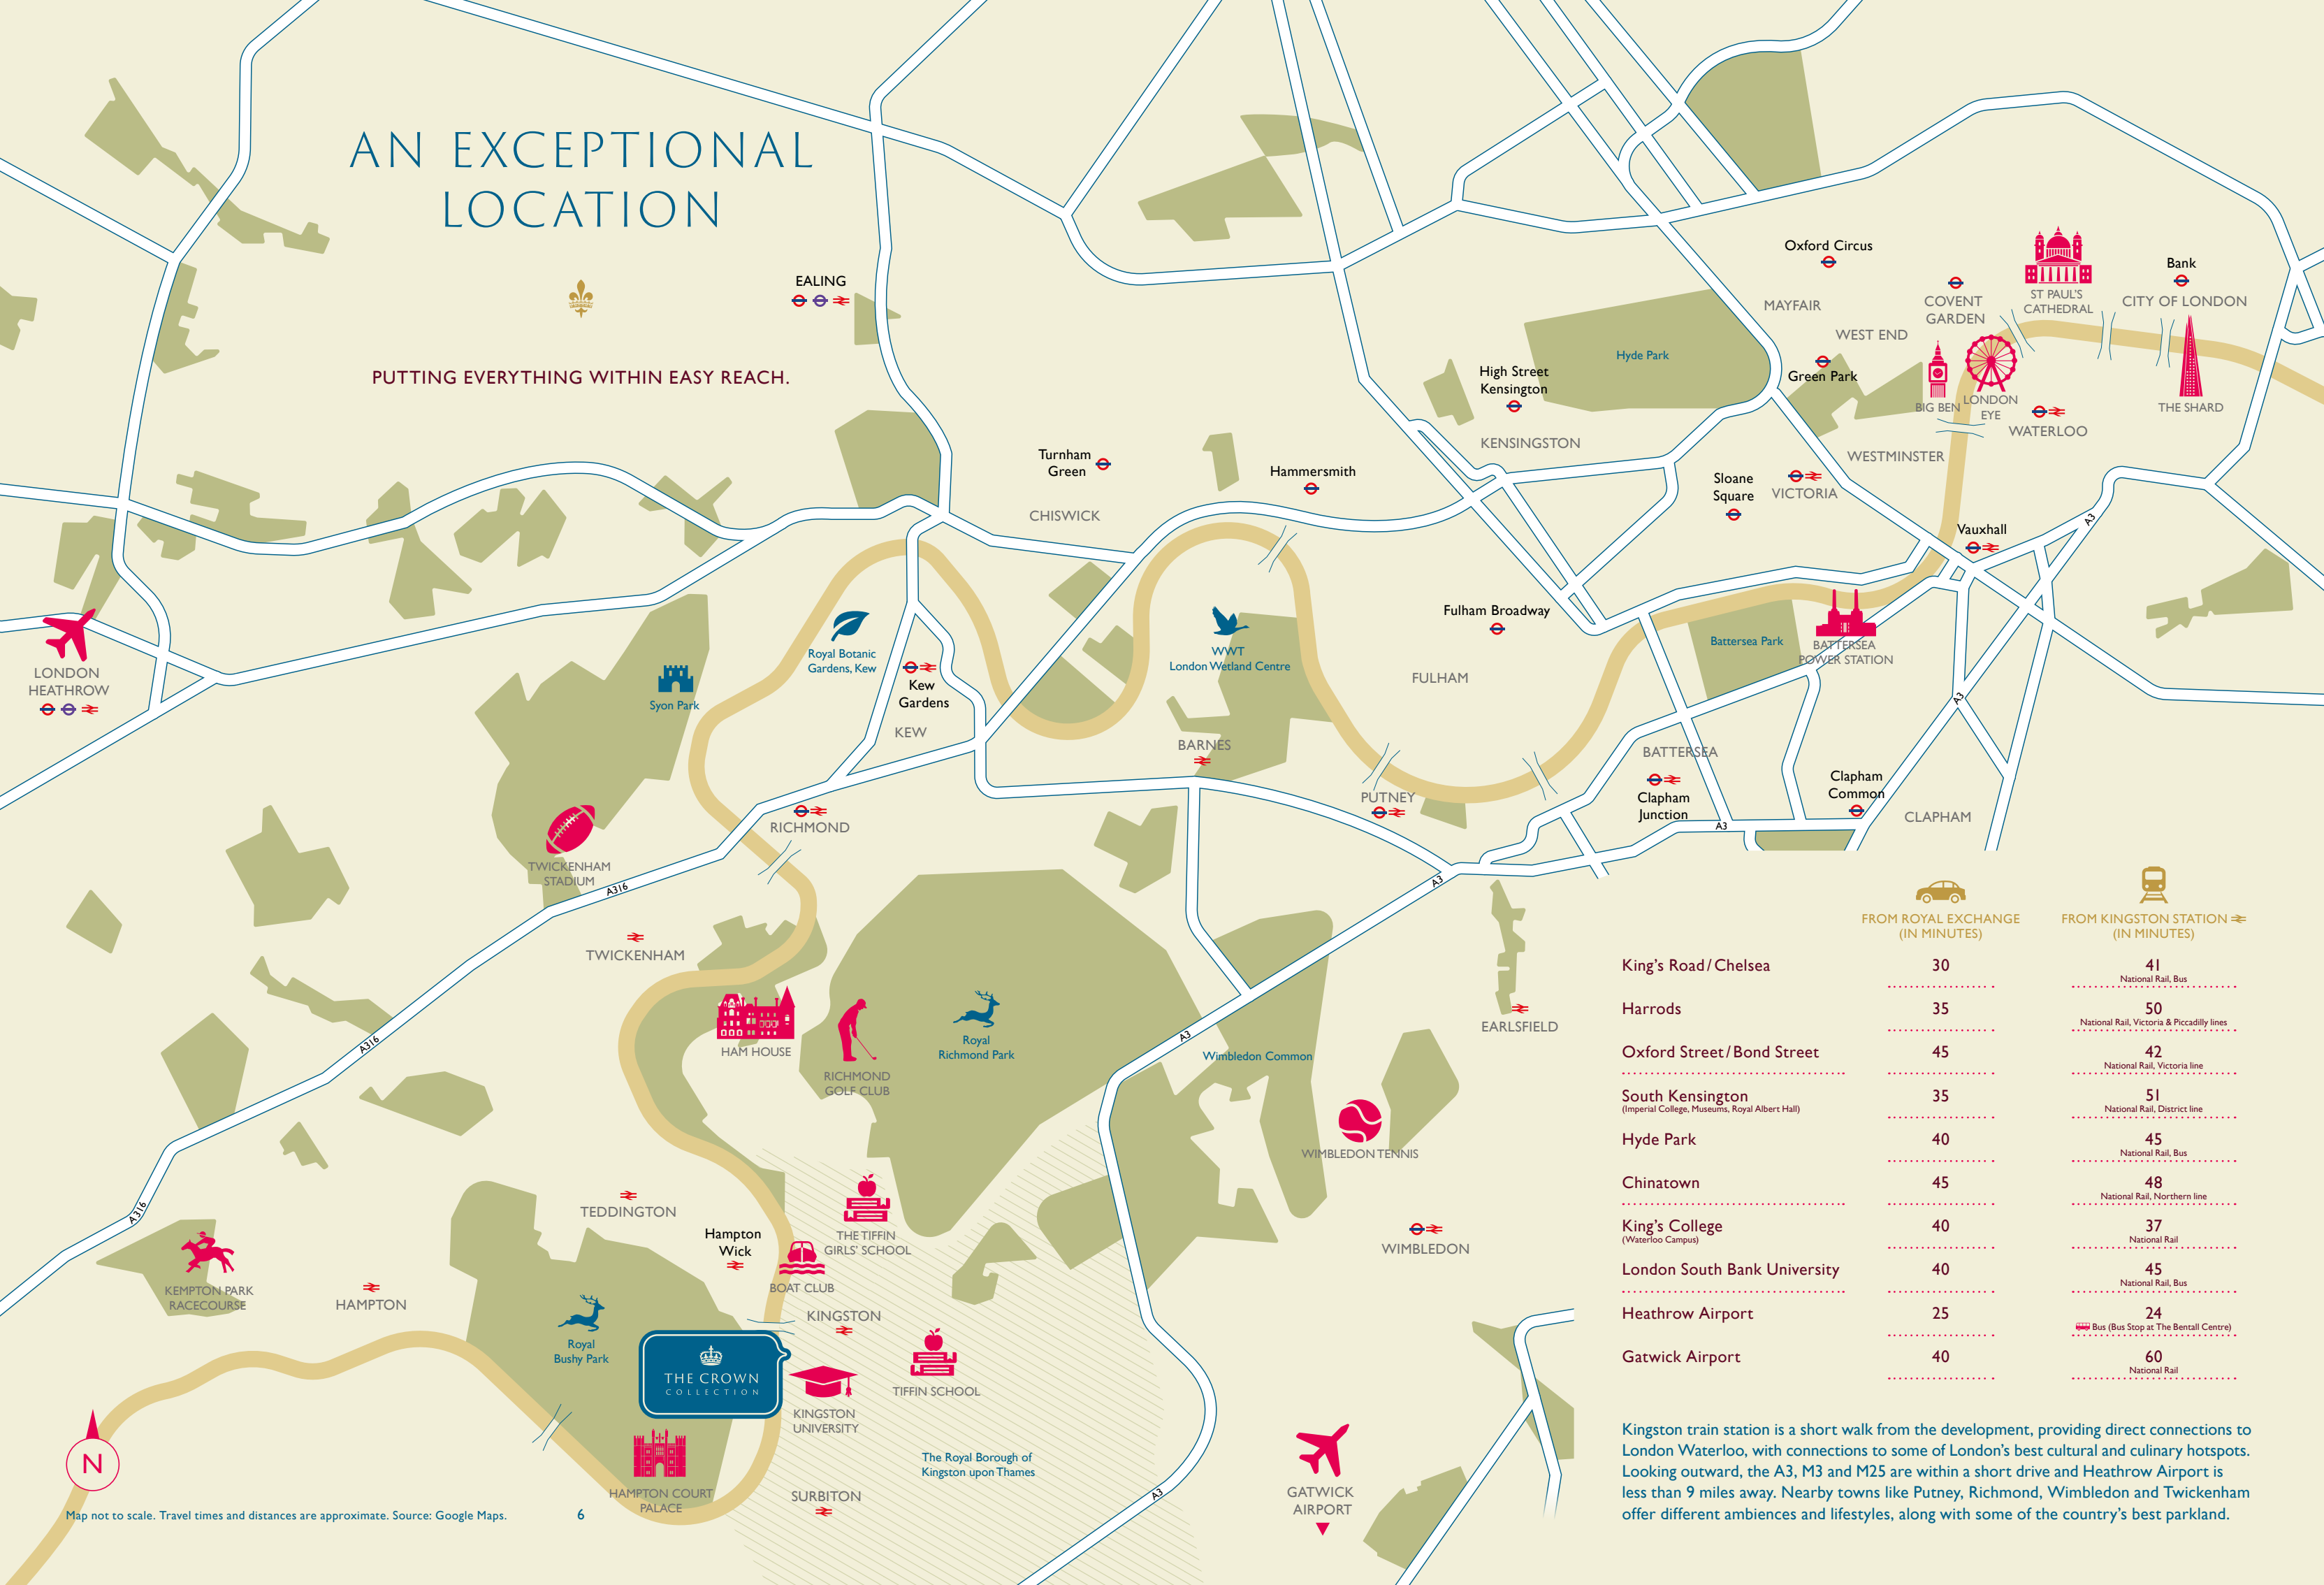 AN EXCEPTIONAL
LOCATION
PUTTING EVERYTHING WITHIN EASY REACH.
EALING
Oxford Circus
MAYFAIR
WEST END
COVENT
GARDEN
ST PAUL'S
CATHEDRAL
Bank
CITY OF LONDON
Hyde Park
High Street
Kensington
KENSINGTON
Green Park
BIG BEN
LONDON
EYE
WATERLOO
THE SHARD
WESTMINSTER
Turnham
Green
CHISWICK
Hammersmith
Sloane
Square
VICTORIA
Vauxhall
A3
LONDON
HEATHROW
Syon Park
Royal Botanic
Gardens, Kew
Kew
Gardens
KEW
WWT
London Wetland Centre
Fulham Broadway
FULHAM
Battersea Park
BATTERSEA
POWER STATION
A3
BARNES
BATTERSEA
PUTNEY
Clapham
Junction
Clapham
Common
CLAPHAM
A3
RICHMOND
TWICKENHAM
STADIUM
A316
A3
TWICKENHAM
HAM HOUSE
RICHMOND
GOLF CLUB
Royal
Richmond Park
A3
Wimbledon Common
EARLSFIELD
A316
WIMBLEDON TENNIS
A316
TEDDINGTON
Hampton
Wick
THE TIFFIN
GIRLS' SCHOOL
WIMBLEDON
KEMPTON PARK
RACECOURSE
HAMPTON
BOAT CLUB
KINGSTON
Royal
Bushy Park
THE CROWN
COLLECTION
TIFFIN SCHOOL
KINGSTON
UNIVERSITY
The Royal Borough of
Kingston upon Thames
HAMPTON COURT
PALACE
SURBITON
A3
GATWICK
AIRPORT
N
Map not to scale. Travel times and distances are approximate. Source: Google Maps.
6
FROM ROYAL EXCHANGE
(IN MINUTES)
FROM KINGSTON STATION
(IN MINUTES)
King's Road / Chelsea 30 41
National Rail, Bus
Harrods 35 50
National Rail, Victoria & Piccadilly lines
Oxford Street / Bond Street 45 42
National Rail, Victoria line
South Kensington 35 51
(Imperial College, Museums, Royal Albert Hall) National Rail, District line
Hyde Park 40 45
National Rail, Bus
Chinatown 45 48
National Rail, Northern line
King's College 40 37
(Waterloo Campus) National Rail
London South Bank University 40 45
National Rail, Bus
Heathrow Airport 25 24
Bus (Bus Stop at The Bentall Centre)
Gatwick Airport 40 60
National Rail
Kingston train station is a short walk from the development, providing direct connections to
London Waterloo, with connections to some of London's best cultural and culinary hotspots.
Looking outward, the A3, M3 and M25 are within a short drive and Heathrow Airport is
less than 9 miles away. Nearby towns like Putney, Richmond, Wimbledon and Twickenham
offer different ambiences and lifestyles, along with some of the country's best parkland.